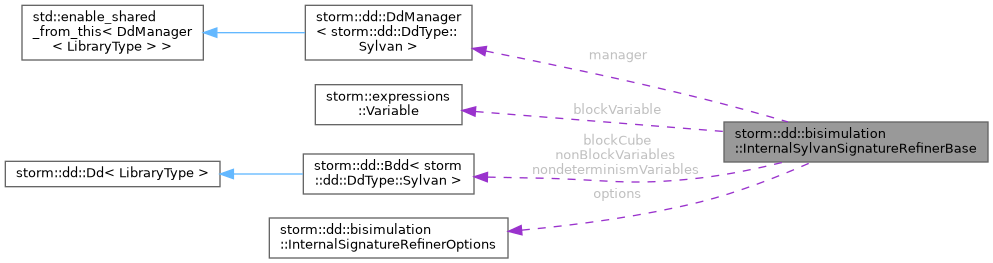 std::enable_shared
_from_this< DdManager
< LibraryType > >
storm::dd::DdManager
< storm::dd::DdType::
Sylvan >
manager
storm::expressions
::Variable
blockVariable
storm::dd::bisimulation
::InternalSylvanSignatureRefinerBase
blockCube
nonBlockVariables
nondeterminismVariables
storm::dd::Dd< LibraryType >
storm::dd::Bdd< storm
::dd::DdType::Sylvan >
options
storm::dd::bisimulation
::InternalSignatureRefinerOptions